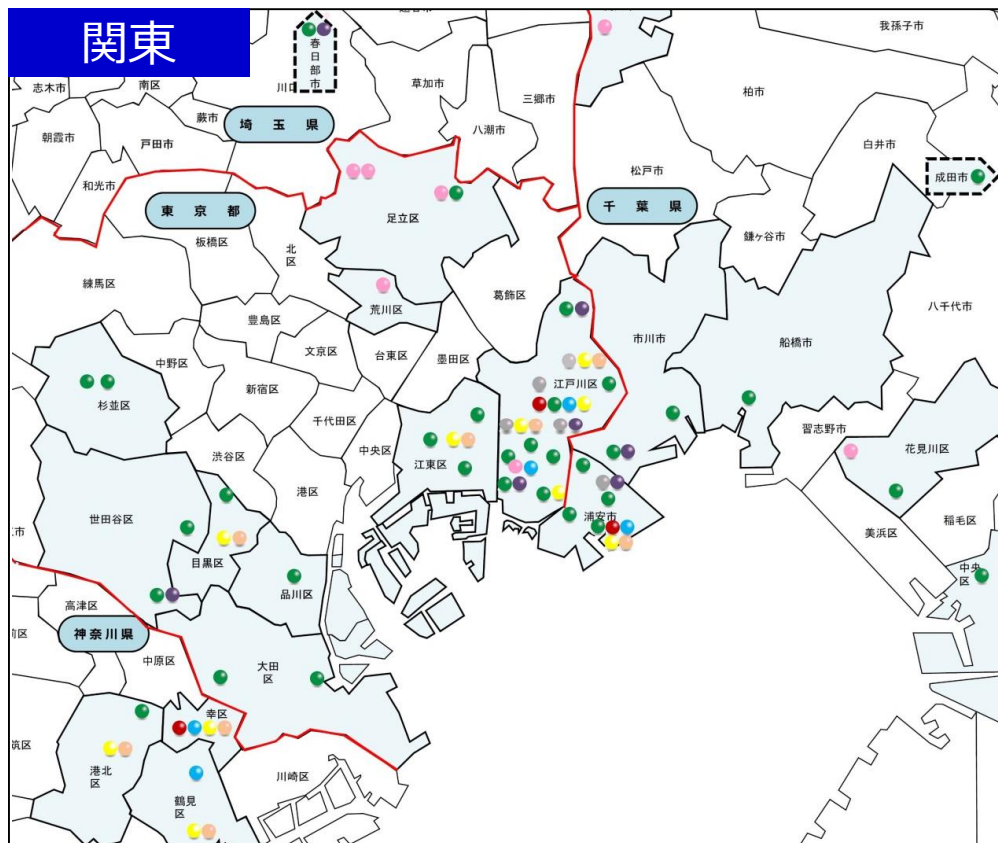 関東
我孫子市
春日部市
志木市
南区
川口
草加市
柏市
三郷市
蕨市
埼玉県
八潮市
朝霞市
戸田市
白井市
和光市
松戸市
成田市
東京都
千葉県
足立区
板橋区
北区
鎌ヶ谷市
練馬区
葛飾区
荒川区
八千代市
豊島区
市川市
船橋市
文京区
台東区
墨田区
中野区
江戸川区
新宿区
杉並区
千代田区
習志野市
中央区
花見川区
渋谷区
江東区
港区
世田谷区
浦安市
稲毛区
美浜区
目黒区
中央区
品川区
高津区
神奈川県
中原区
大田区
幸区
港北区
川崎区
鶴見区